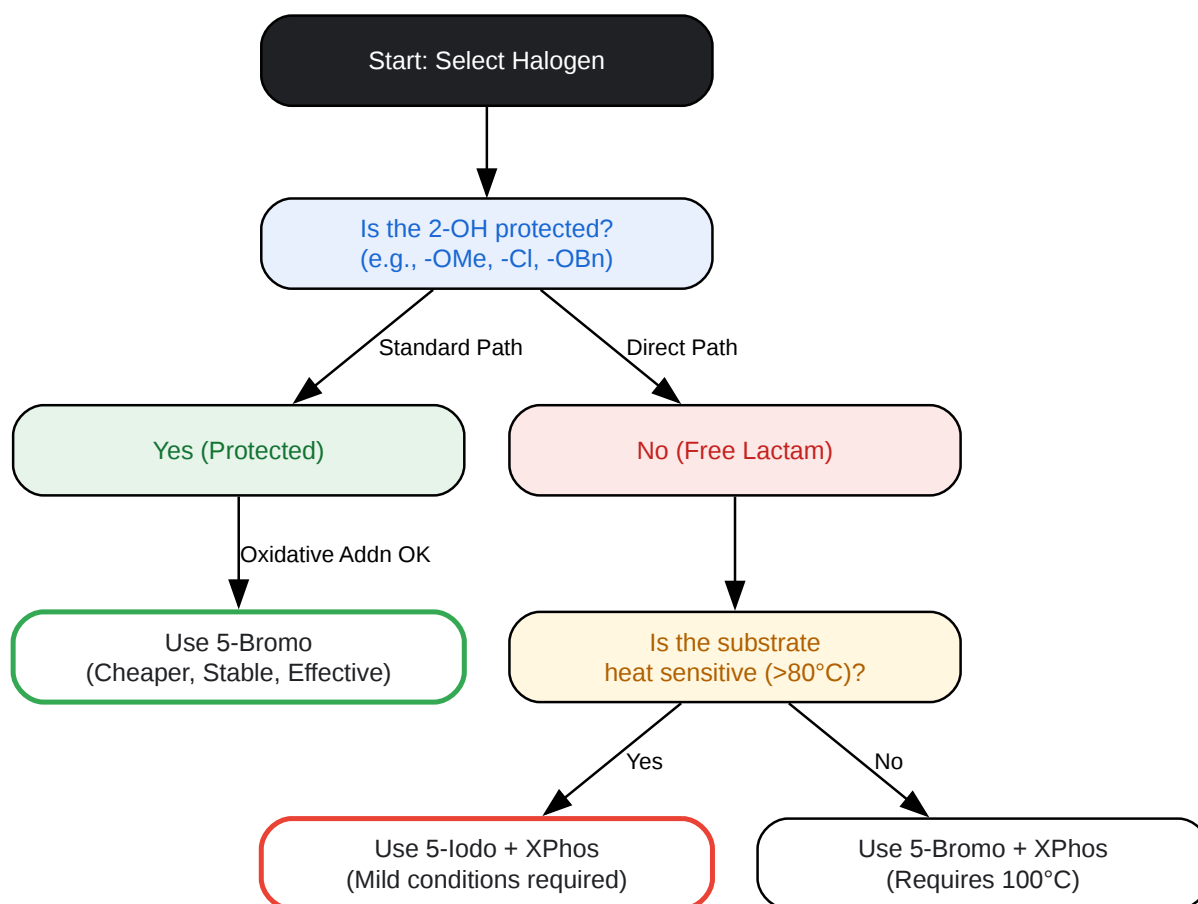 Start: Select Halogen
Is the 2-OH protected?
(e.g., -OMe, -Cl, -OBn)
Standard Path
Direct Path
Yes (Protected)
No (Free Lactam)
Oxidative Addn OK
Use 5-Bromo
(Cheaper, Stable, Effective)
Is the substrate
heat sensitive (>80°C)?
Yes
No
Use 5-Iodo + XPhos
(Mild conditions required)
Use 5-Bromo + XPhos
(Requires 100°C)